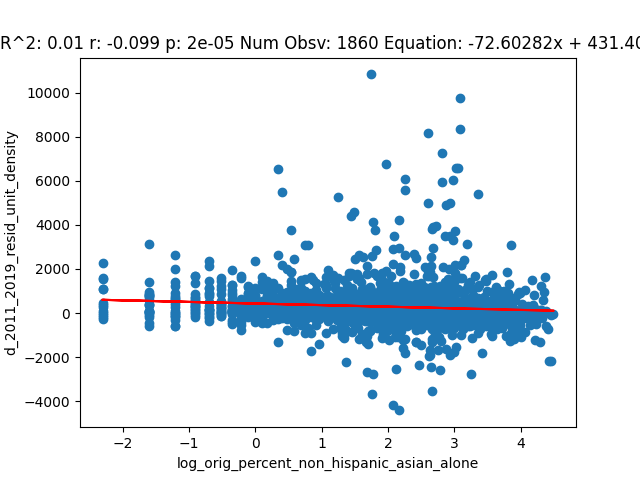 R^2: 0.01 r: -0.099 p: 2e-05 Num Obsv: 1860 Equation: -72.60282x + 431.40
10000
8000
6000
4000
2000
0
−2000
−4000
d_2011_2019_resid_unit_density
−2 −1 0 1 2 3 4
log_orig_percent_non_hispanic_asian_alone